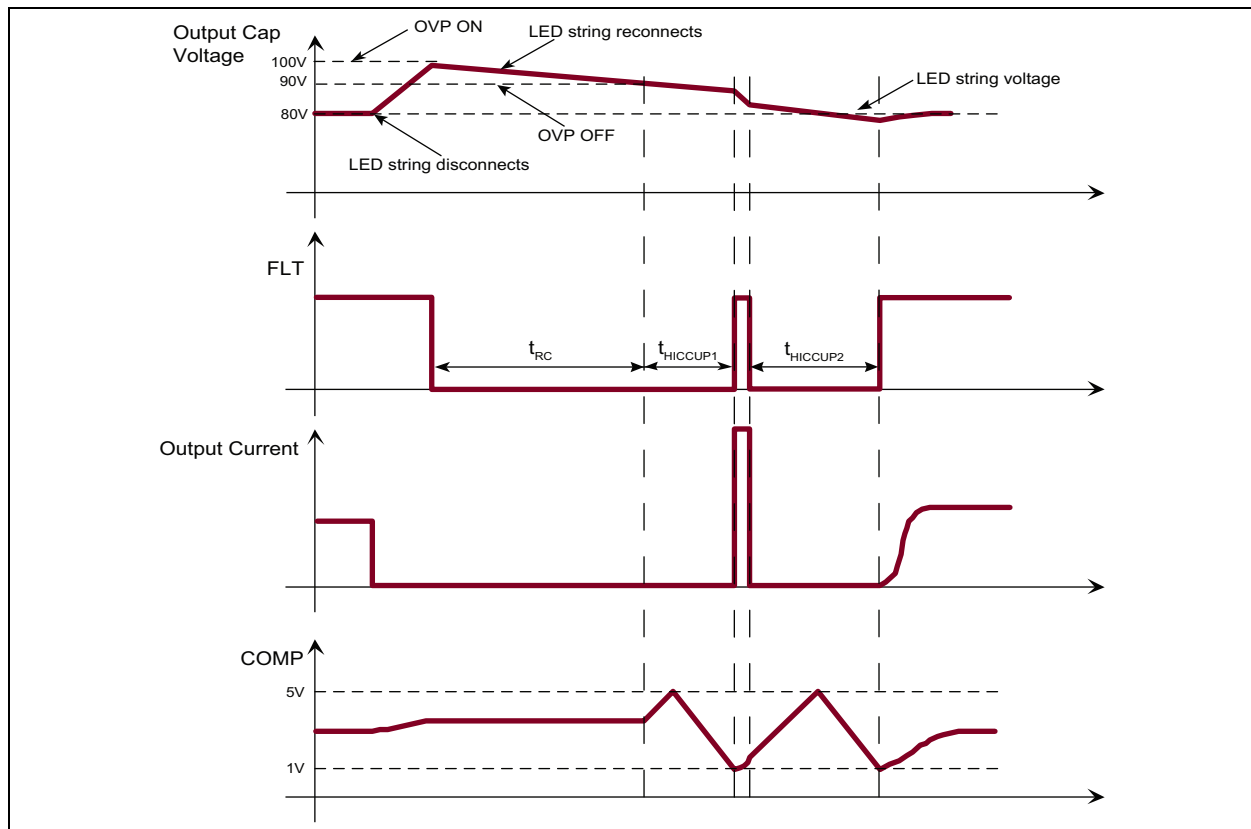 Output Cap
Voltage
OVP ON
LED string reconnects
100V
90V
LED string voltage
80V
OVP OFF
LED string disconnects
FLT
tRC
tHICCUP1
tHICCUP2
Output Current
COMP
5V
1V